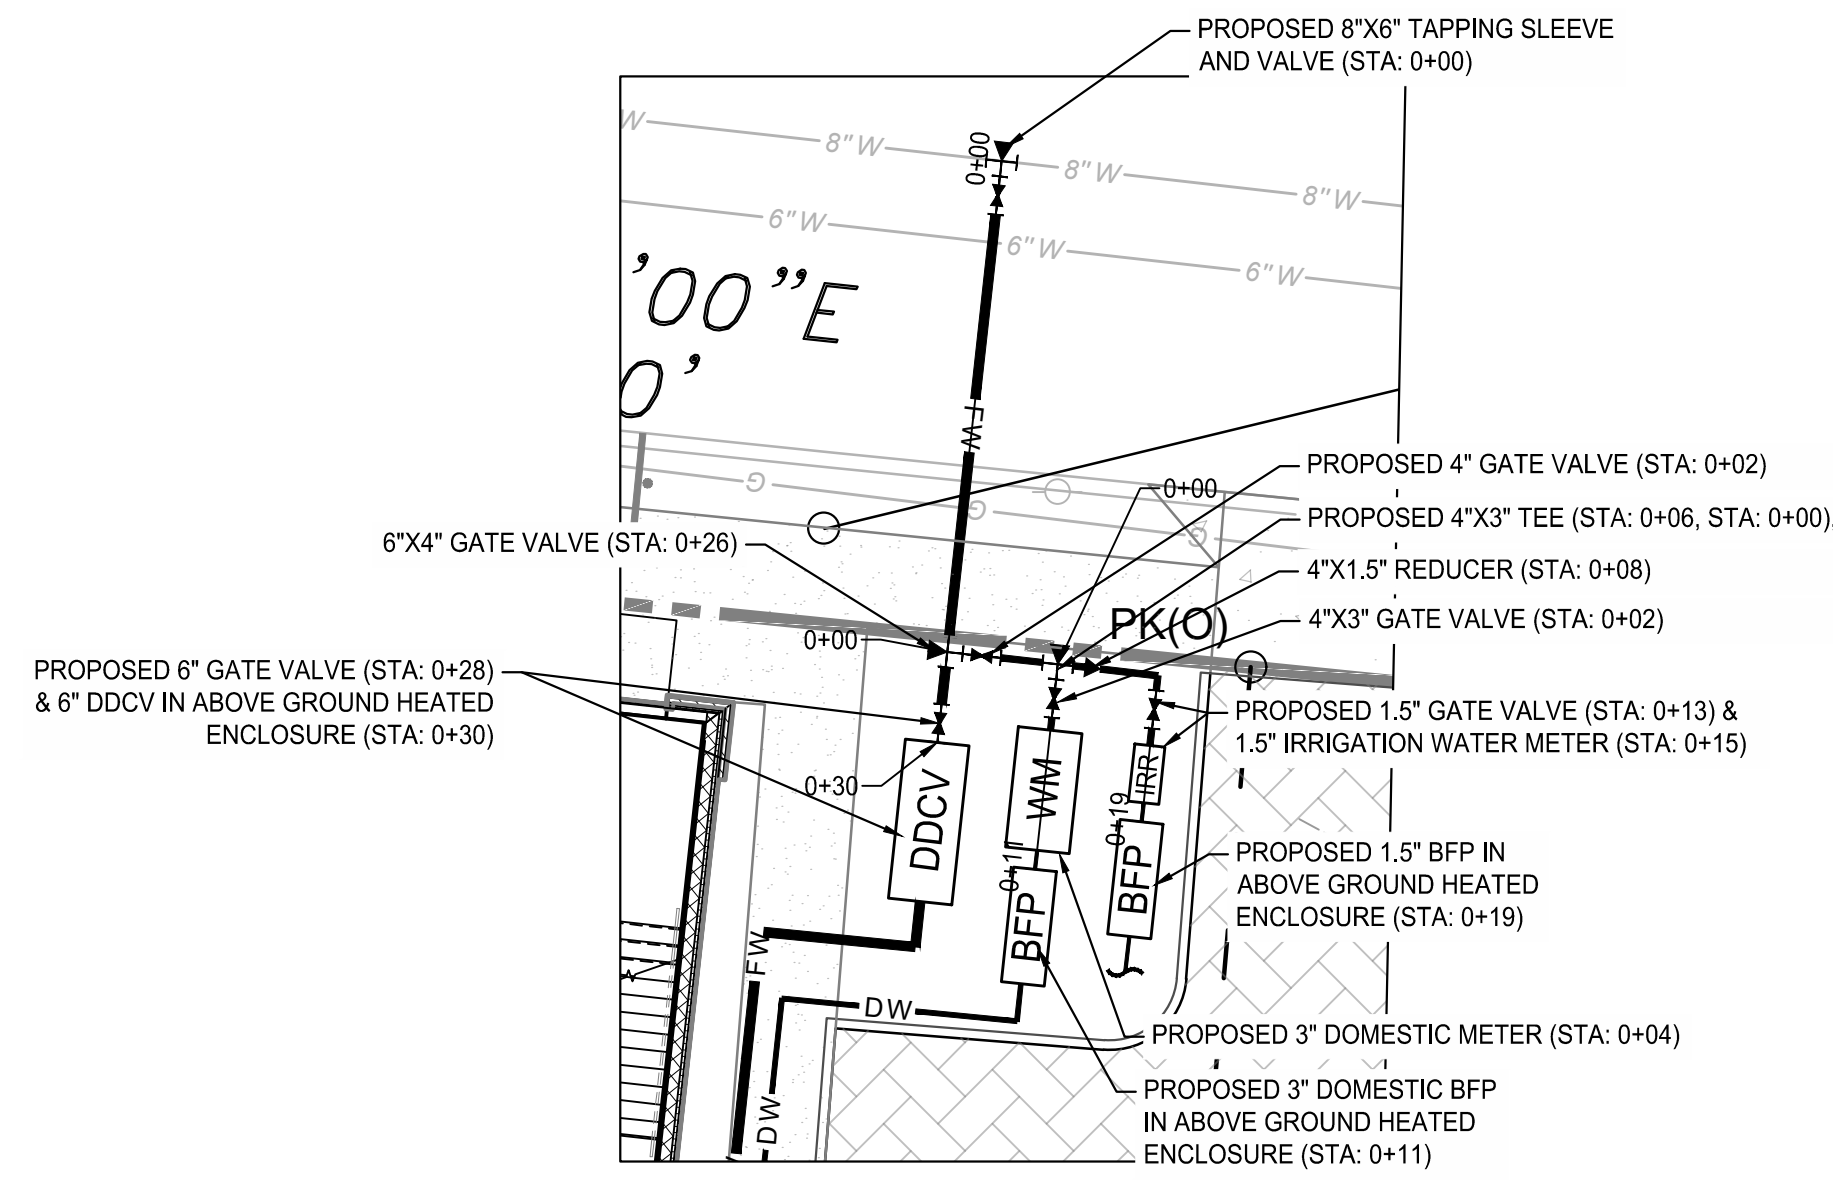 PROPOSED 8"X6" TAPPING SLEEVE
AND VALVE (STA: 0+00)
W
8"W
8"W
8"W
0+00
6"W
6"W
6"W
'00"E
0'
FW
PROPOSED 4" GATE VALVE (STA: 0+02)
0+00
G
G
G
PROPOSED 4"X3" TEE (STA: 0+06, STA: 0+00)
6"X4" GATE VALVE (STA: 0+26)
4"X1.5" REDUCER (STA: 0+08)
4"X3" GATE VALVE (STA: 0+02)
PK(O)
0+00
PROPOSED 6" GATE VALVE (STA: 0+28)
& 6" DDCV IN ABOVE GROUND HEATED
ENCLOSURE (STA: 0+30)
PROPOSED 1.5" GATE VALVE (STA: 0+13) &
1.5" IRRIGATION WATER METER (STA: 0+15)
0+30
DDCV
WM
IRR
0+19
0+11
BFP
BFP
PROPOSED 1.5" BFP IN
ABOVE GROUND HEATED
ENCLOSURE (STA: 0+19)
FW
DW
DW
PROPOSED 3" DOMESTIC METER (STA: 0+04)
PROPOSED 3" DOMESTIC BFP
IN ABOVE GROUND HEATED
ENCLOSURE (STA: 0+11)